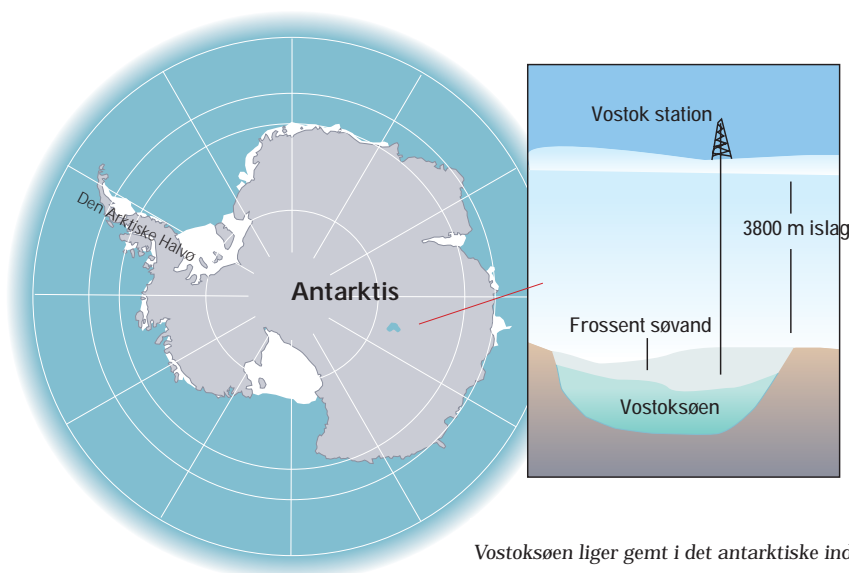 Den Arktiske Halvø
Antarktis
Vostok station
3800 m islag
Frossent søvand
Vostoksøen
Vostoksøen liger gemt i det antarktiske ind